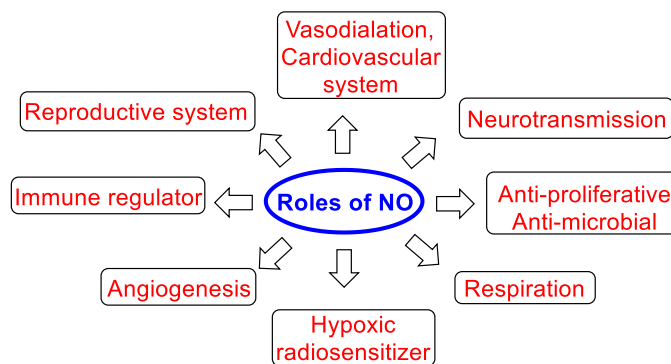 Vasodialation,
Cardiovascular
system
Reproductive system
Neurotransmission
Immune regulator
Roles of NO
Anti-proliferative
Anti-microbial
Angiogenesis
Respiration
Hypoxic
radiosensitizer